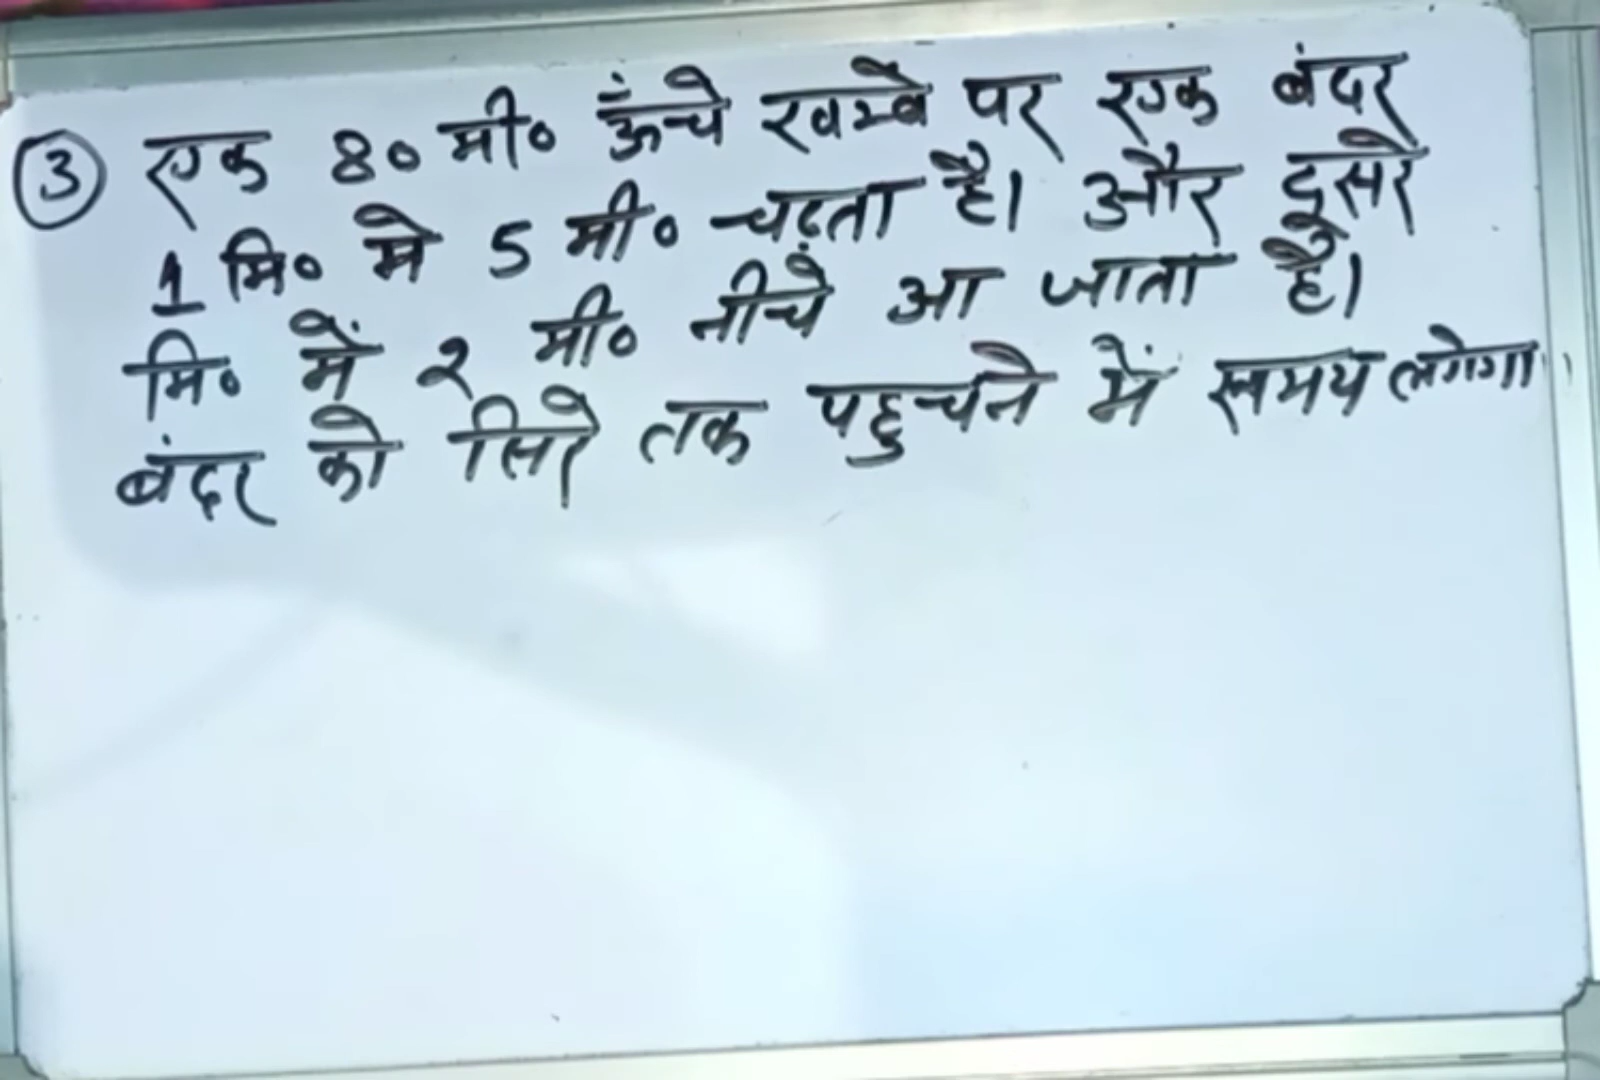 ③ एक 80 मी० ऊँचे खम्बे पर एक बंदर
1 मि० मे 5 मी० चढ़ता है। और दूसरे
मि० में 2 मी० नीचे आ जाता है।
बंदर को सिरे तक पहुचने में समय लगेगा